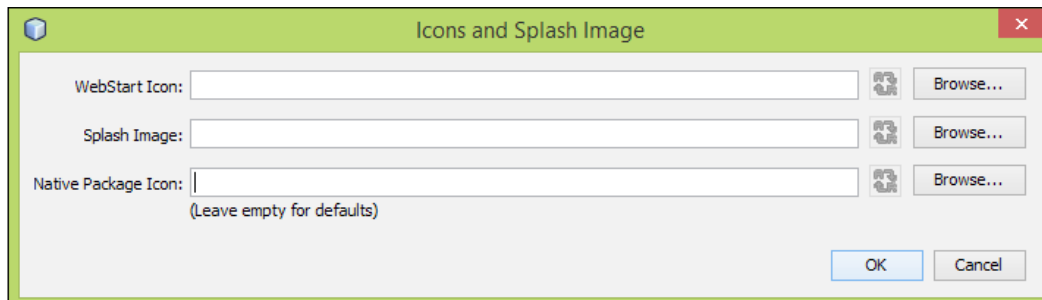 Icons and Splash Image
WebStart Icon: Browse...
Splash Image: Browse...
Native Package Icon: Browse...
(Leave empty for defaults)
OK Cancel